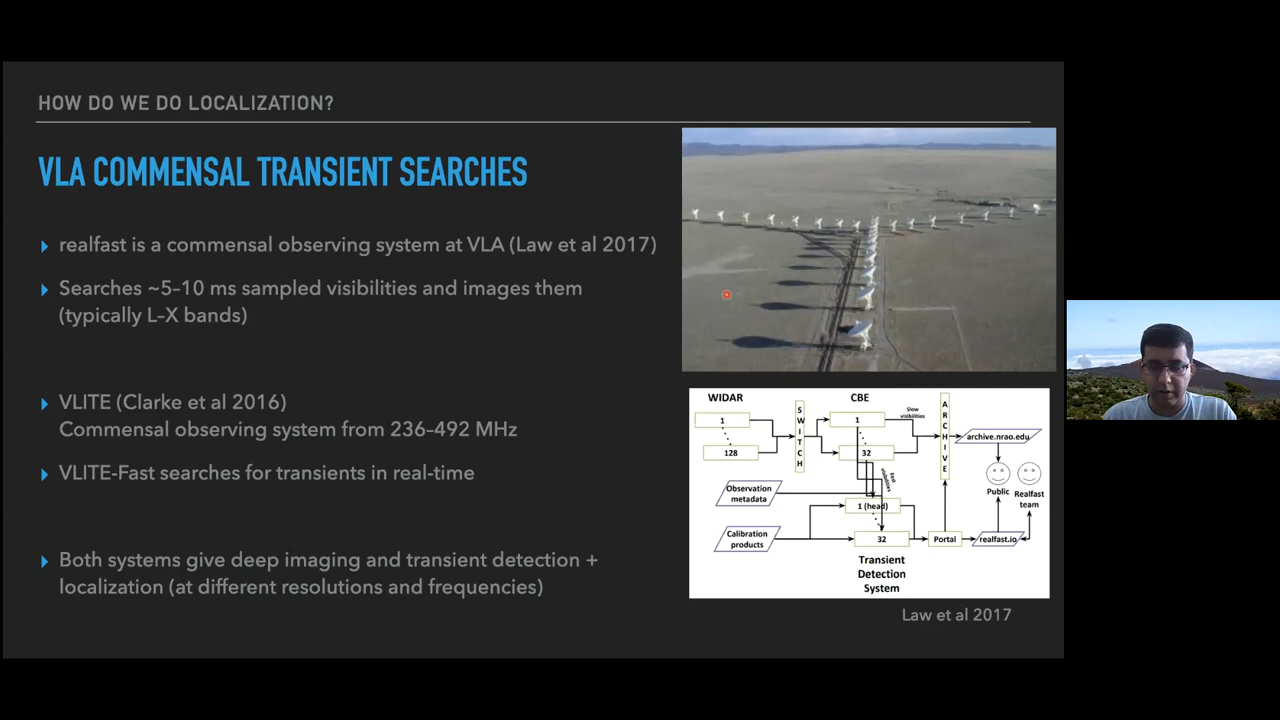 HOW DO WE DO LOCALIZATION?
VLA COMMENSAL TRANSIENT SEARCHES
realfast is a commensal observing system at VLA (Law et al 2017)
Searches ~5–10 ms sampled visibilities and images them
(typically L–X bands)
VLITE (Clarke et al 2016)
Commensal observing system from 236–492 MHz
VLITE-Fast searches for transients in real-time
Both systems give deep imaging and transient detection +
localization (at different resolutions and frequencies)
WIDAR
CBE
1
128
SWITCH
1
32
Slow
visibilities
Fast
visibilities
ARCHIVE
archive.nrao.edu
Public
Realfast
team
Observation
metadata
1 (head)
Calibration
products
32
Portal
realfast.io
Transient
Detection
System
Law et al 2017